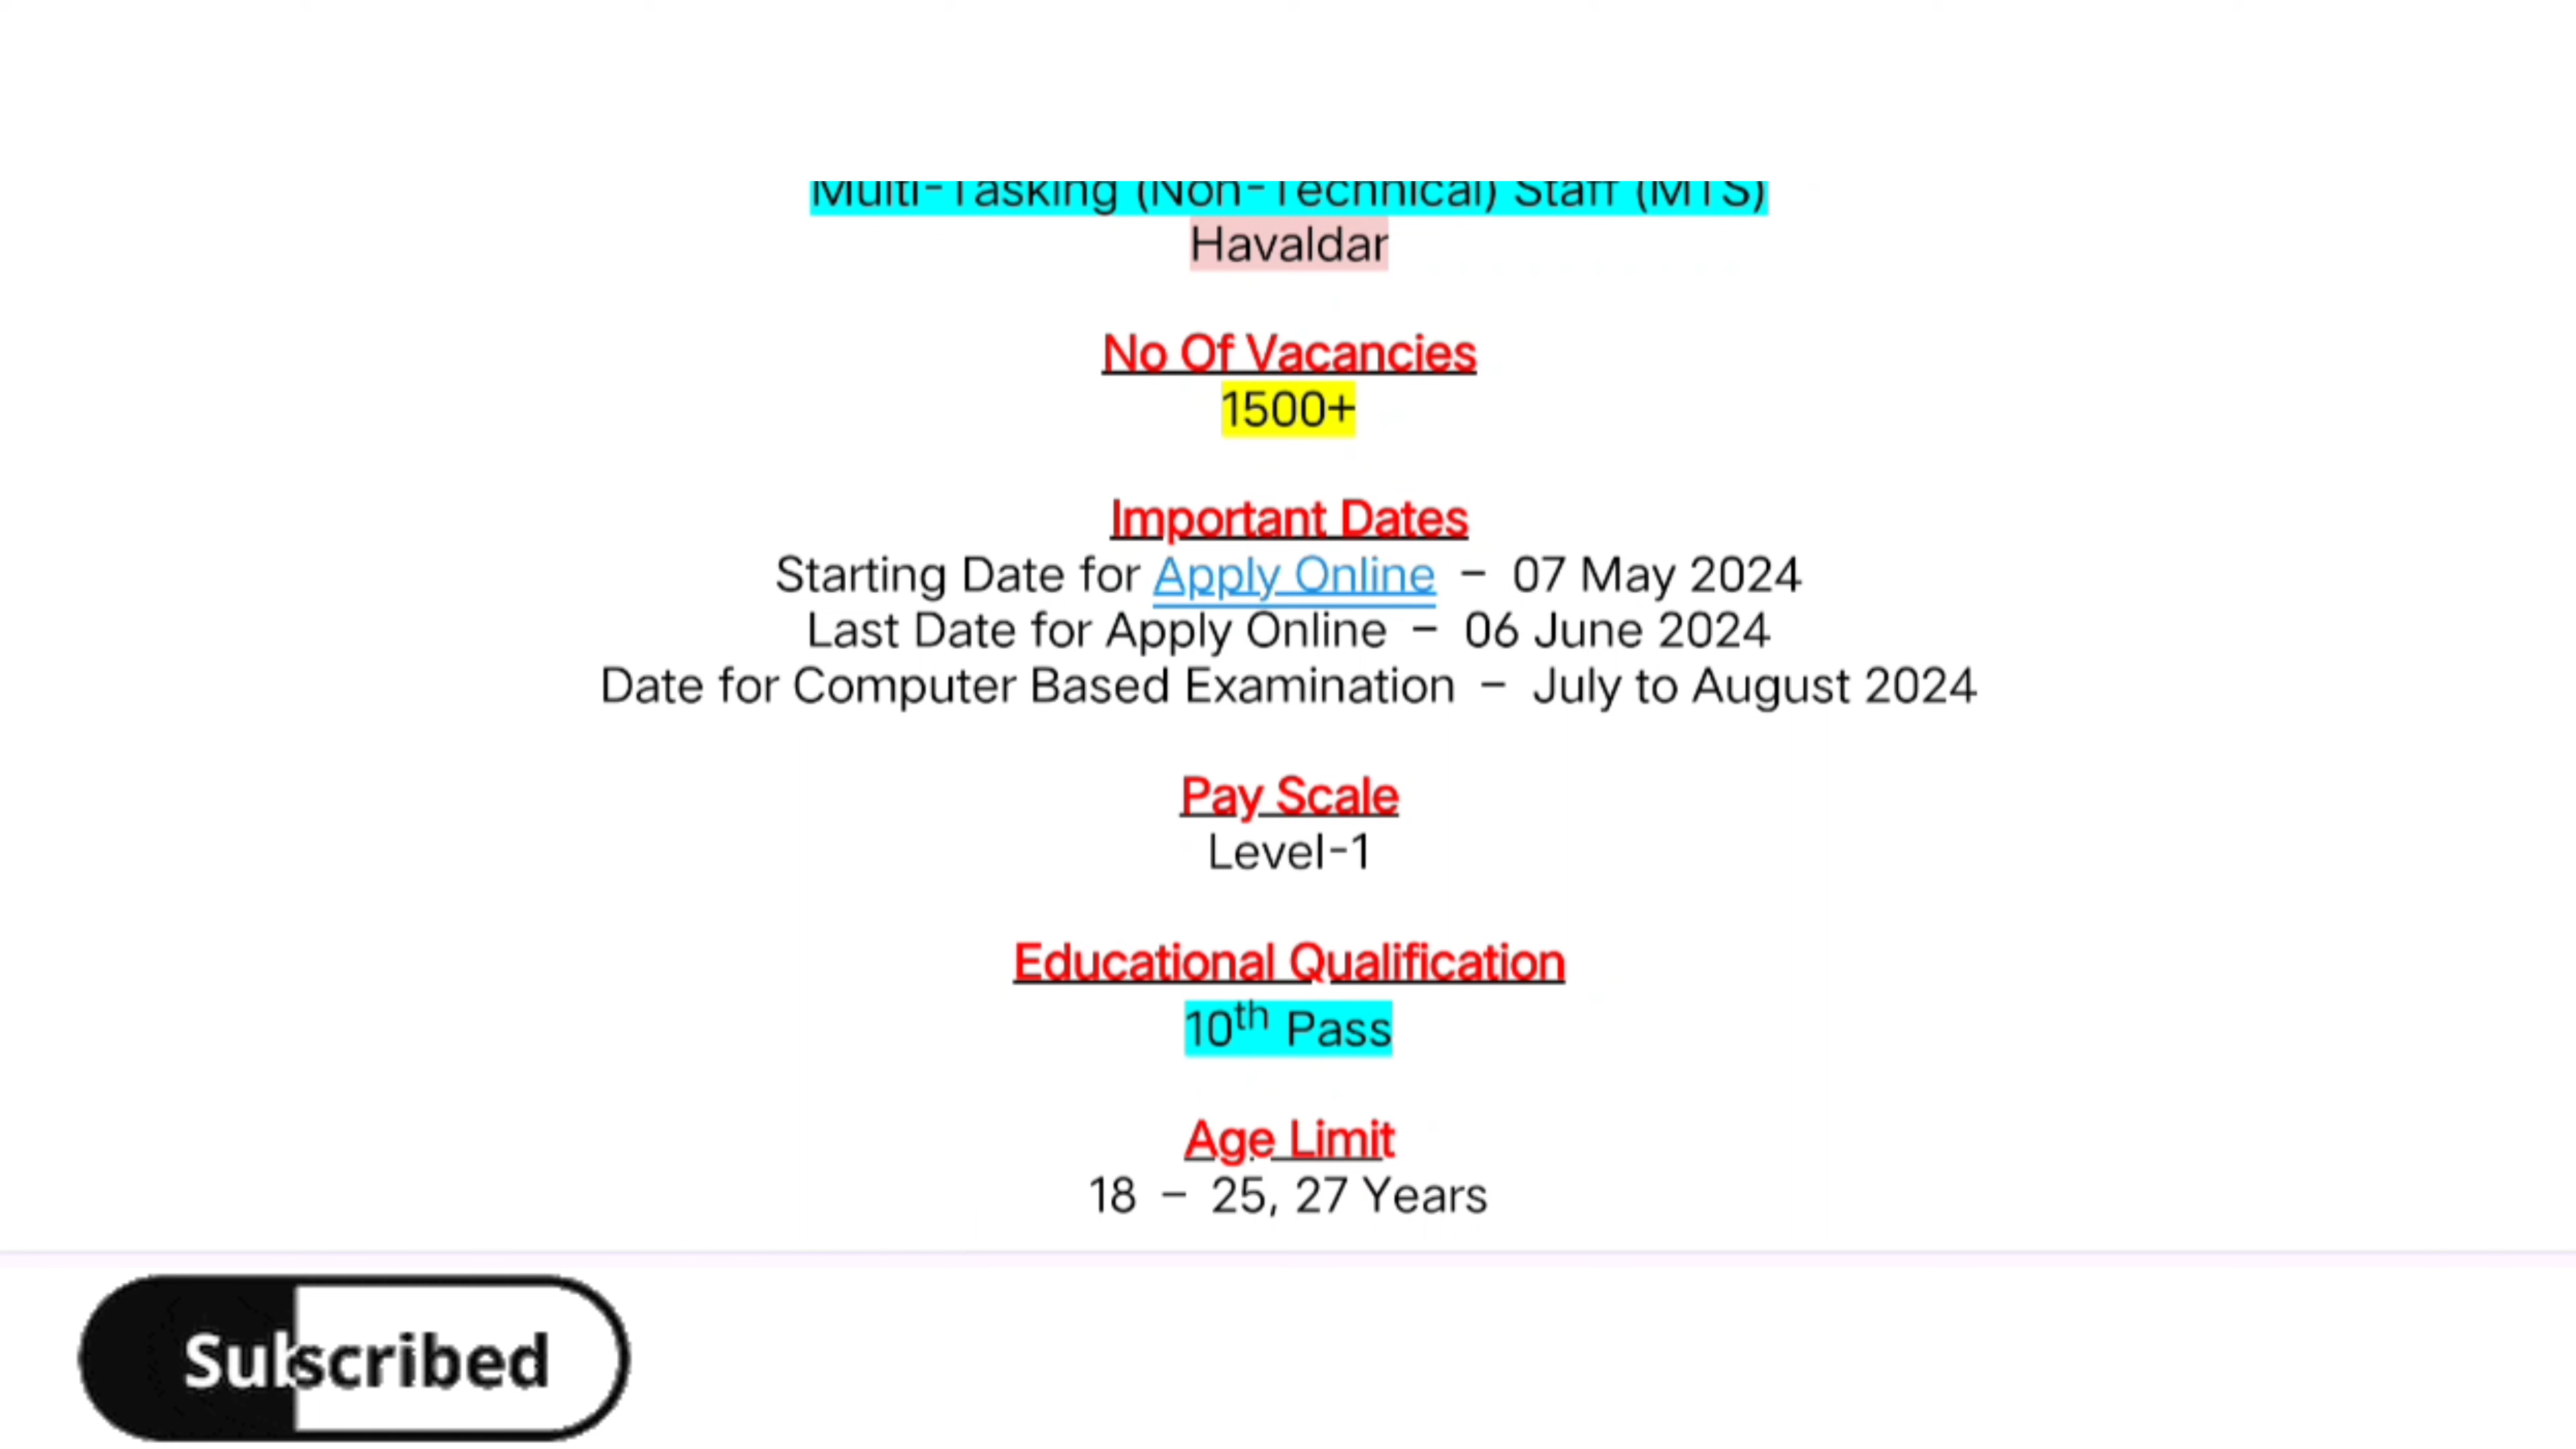 Multi-Tasking (Non-Technical) Staff (MTS)
Havaldar
No Of Vacancies
1500+
Important Dates
Starting Date for Apply Online – 07 May 2024
Last Date for Apply Online – 06 June 2024
Date for Computer Based Examination – July to August 2024
Pay Scale
Level-1
Educational Qualification
10th Pass
Age Limit
18 – 25, 27 Years
Subscribed